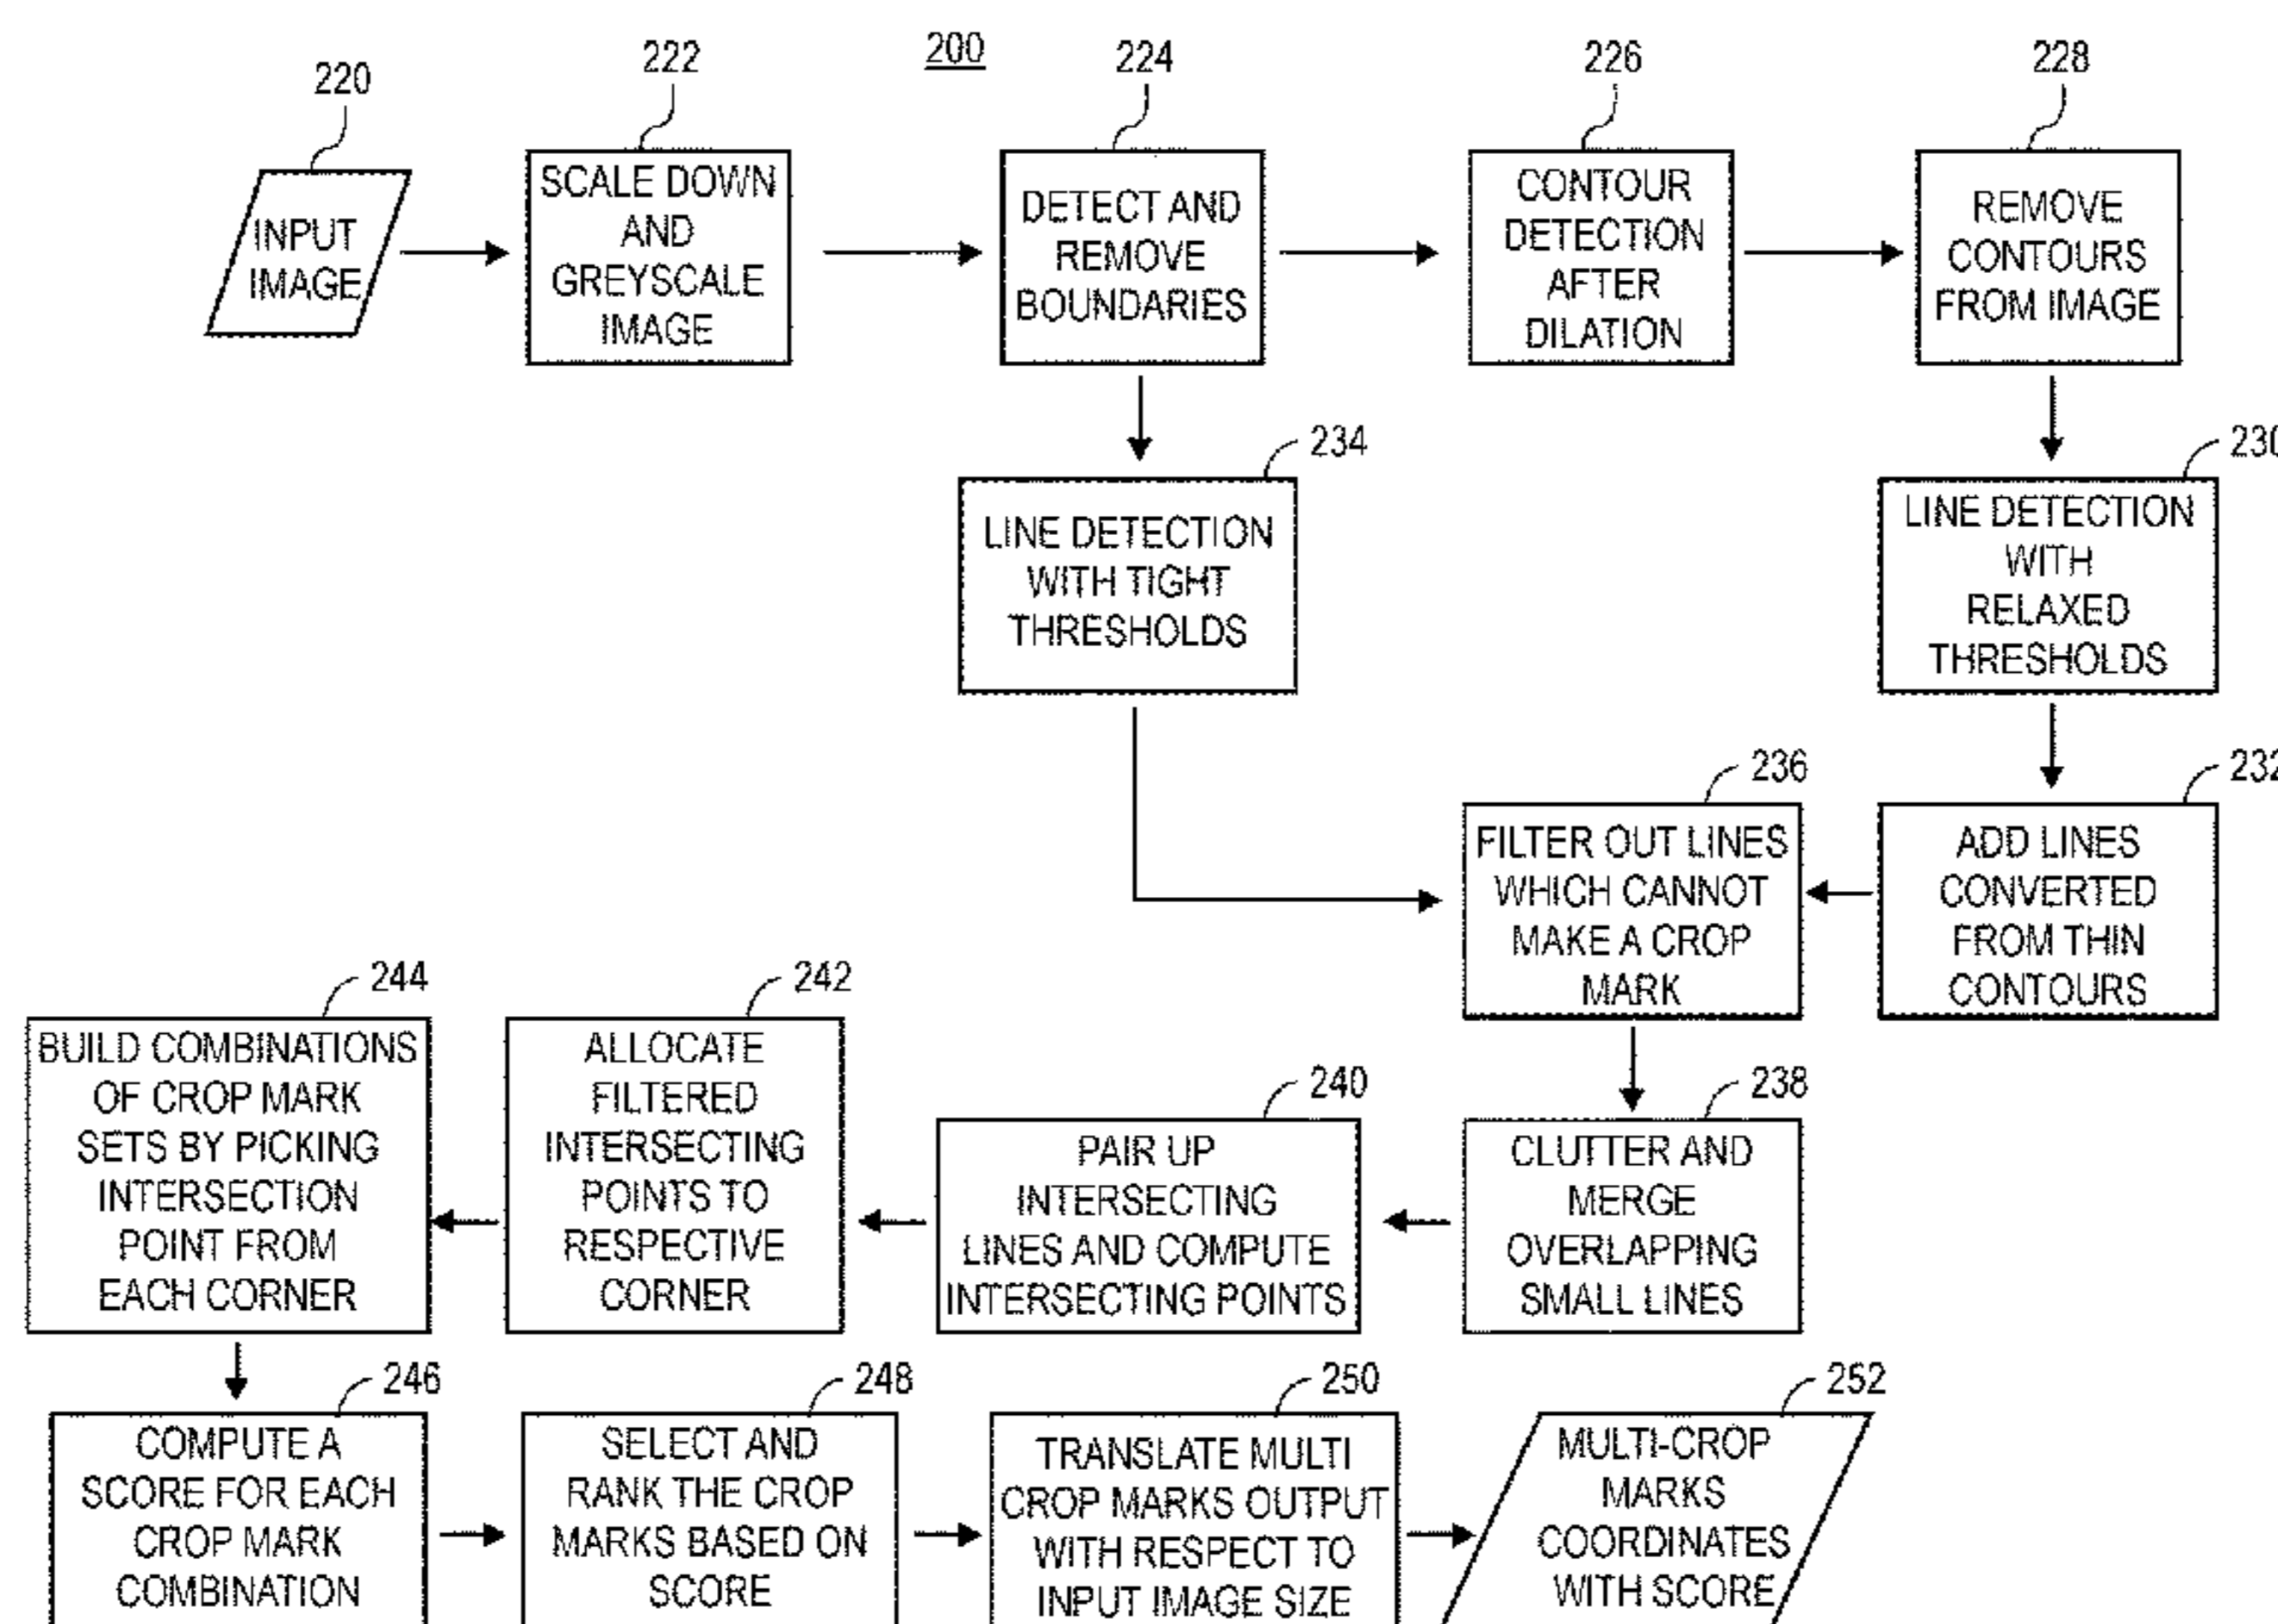 200
220
INPUT
IMAGE
222
SCALE DOWN
AND
GREYSCALE
IMAGE
224
DETECT AND
REMOVE
BOUNDARIES
226
CONTOUR
DETECTION
AFTER
DILATION
228
REMOVE
CONTOURS
FROM IMAGE
234
LINE DETECTION
WITH TIGHT
THRESHOLDS
230
LINE DETECTION
WITH
RELAXED
THRESHOLDS
236
FILTER OUT LINES
WHICH CANNOT
MAKE A CROP
MARK
232
ADD LINES
CONVERTED
FROM THIN
CONTOURS
244
BUILD COMBINATIONS
OF CROP MARK
SETS BY PICKING
INTERSECTION
POINT FROM
EACH CORNER
242
ALLOCATE
FILTERED
INTERSECTING
POINTS TO
RESPECTIVE
CORNER
240
PAIR UP
INTERSECTING
LINES AND COMPUTE
INTERSECTING POINTS
238
CLUTTER AND
MERGE
OVERLAPPING
SMALL LINES
246
COMPUTE A
SCORE FOR EACH
CROP MARK
COMBINATION
248
SELECT AND
RANK THE CROP
MARKS BASED ON
SCORE
250
TRANSLATE MULTI
CROP MARKS OUTPUT
WITH RESPECT TO
INPUT IMAGE SIZE
252
MULTI-CROP
MARKS
COORDINATES
WITH SCORE